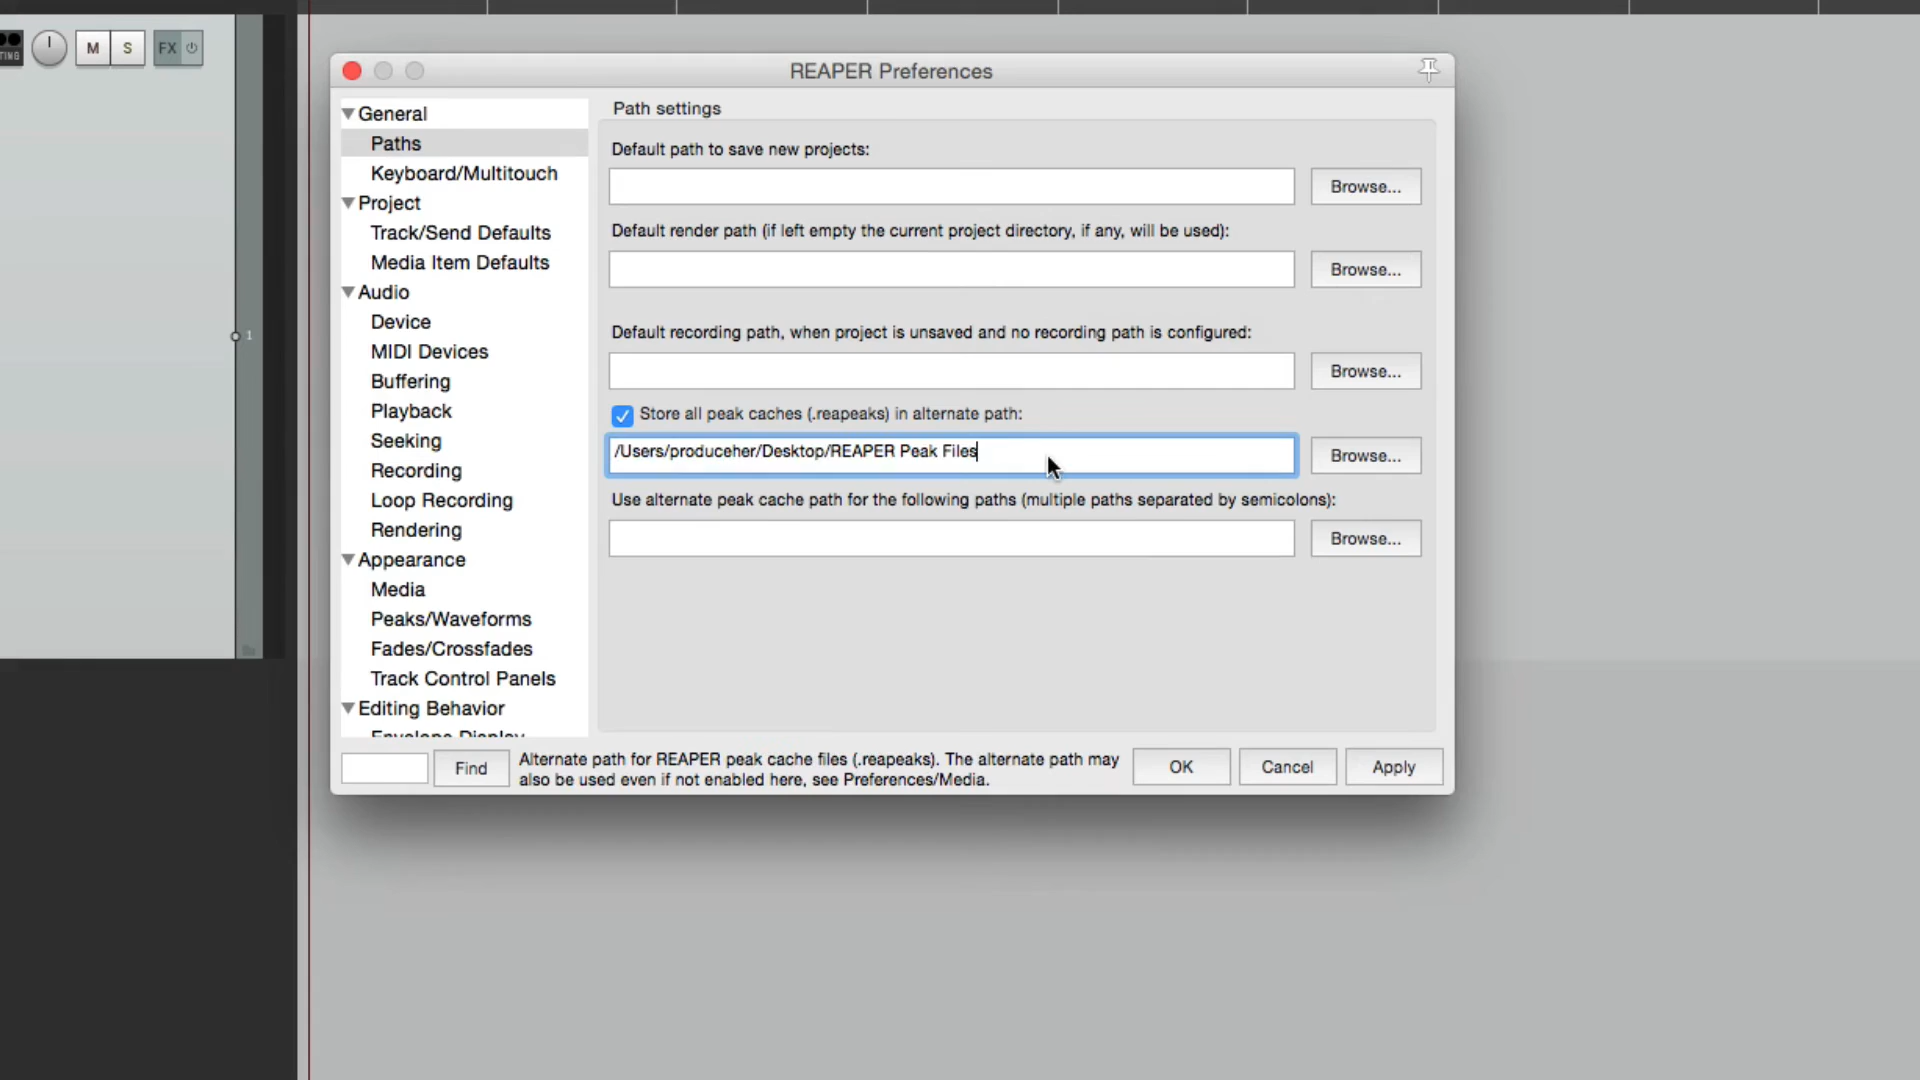 TING
M
S
FX
1
REAPER Preferences
General
Paths
Keyboard/Multitouch
Project
Track/Send Defaults
Media Item Defaults
Audio
Device
MIDI Devices
Buffering
Playback
Seeking
Recording
Loop Recording
Rendering
Appearance
Media
Peaks/Waveforms
Fades/Crossfades
Track Control Panels
Editing Behavior
Envelope Display
Path settings
Default path to save new projects:
Browse...
Default render path (if left empty the current project directory, if any, will be used):
Browse...
Default recording path, when project is unsaved and no recording path is configured:
Browse...
Store all peak caches (.reapeaks) in alternate path:
/Users/produceher/Desktop/REAPER Peak Files
Browse...
Use alternate peak cache path for the following paths (multiple paths separated by semicolons):
Browse...
Find
Alternate path for REAPER peak cache files (.reapeaks). The alternate path may
also be used even if not enabled here, see Preferences/Media.
OK
Cancel
Apply